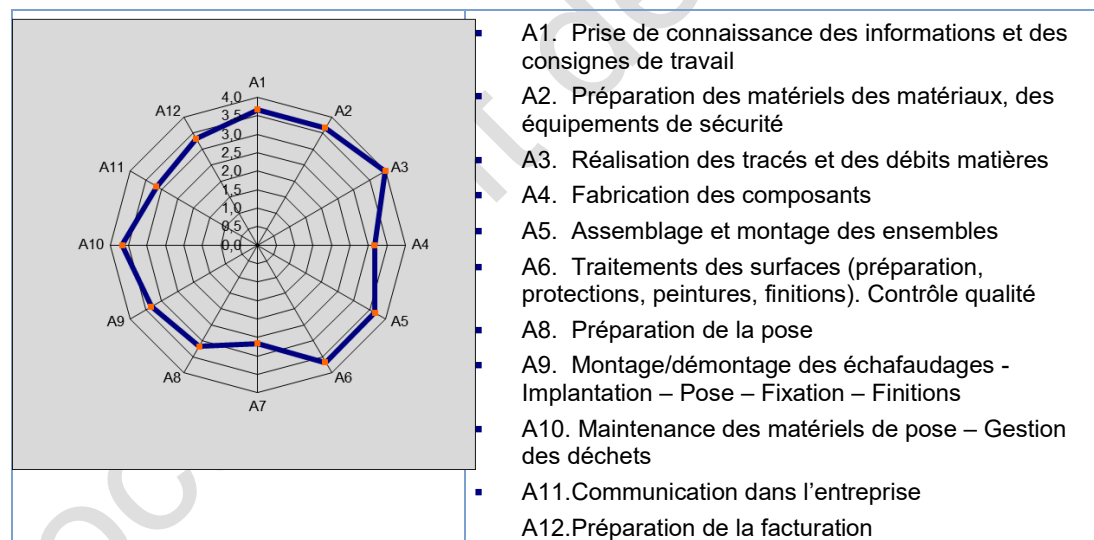 A1
4,0
A12
A2
3,5
3,0
2,5
A11
A3
2,0
1,5
1,0
0,5
A10
0,0
A4
A9
A5
A8
A6
A7
▪ A1. Prise de connaissance des informations et des
consignes de travail
▪ A2. Préparation des matériels des matériaux, des
équipements de sécurité
▪ A3. Réalisation des tracés et des débits matières
▪ A4. Fabrication des composants
▪ A5. Assemblage et montage des ensembles
▪ A6. Traitements des surfaces (préparation,
protections, peintures, finitions). Contrôle qualité
▪ A8. Préparation de la pose
▪ A9. Montage/démontage des échafaudages -
Implantation – Pose – Fixation – Finitions
▪ A10. Maintenance des matériels de pose – Gestion
des déchets
▪ A11.Communication dans l’entreprise
A12.Préparation de la facturation